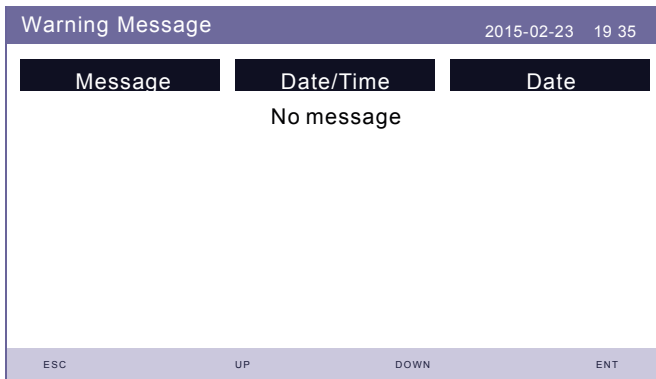 Warning Message 2015-02-23 19 35
Message Date/Time Date
No message
ESC UP DOWN ENT